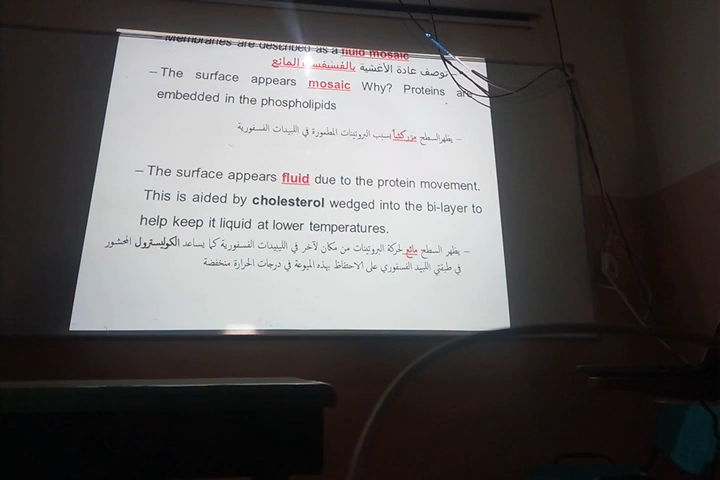 Membranes are described as a fluid mosaic
– توصف عادة الأغشية بالفسيفساء المائع
– The surface appears mosaic Why? Proteins are
embedded in the phospholipids
– يظهر السطح مزركشاً بسبب البروتينات المطمورة في الليبدات الفسفورية
– The surface appears fluid due to the protein movement.
This is aided by cholesterol wedged into the bi-layer to
help keep it liquid at lower temperatures.
– يظهر السطح مائع لحركة البروتينات من مكان لآخر في الليبيدات الفسفورية كما يساعد الكوليسترول المحشور
في طبقتي الليبد الفسفوري على الاحتفاظ بهذه الميوعة في درجات الحرارة منخفضة